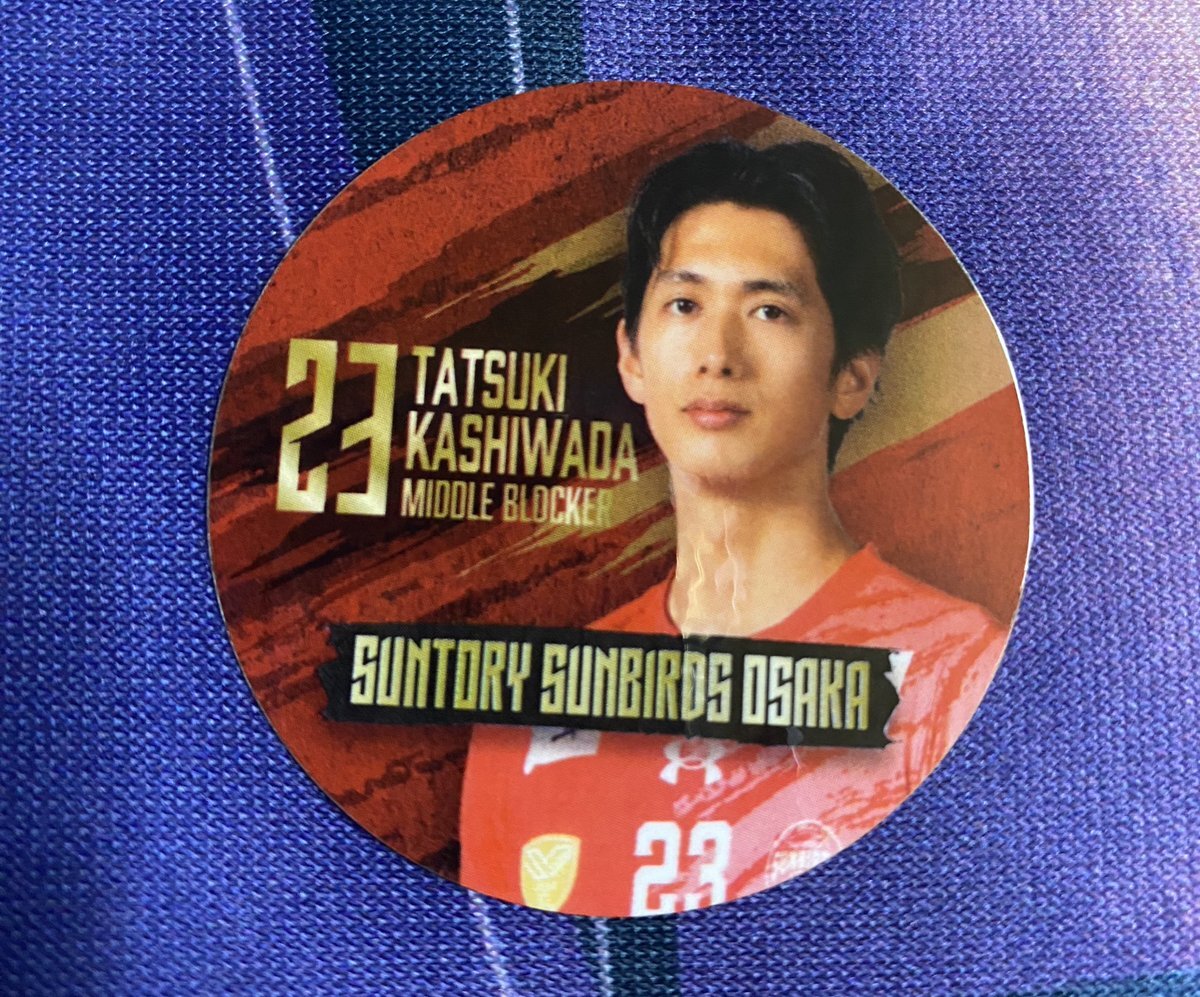 23
TATSUKI
KASHIWADA
MIDDLE BLOCKER
SUNTORY SUNBIRDS OSAKA
23